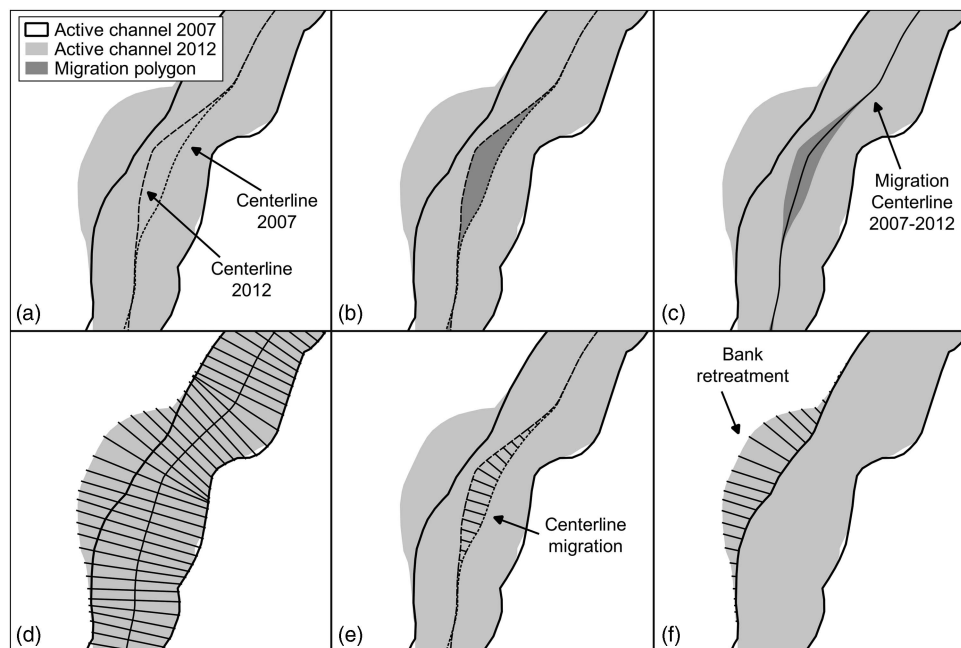 Active channel 2007
Active channel 2012
Migration polygon
Centerline
2007
Centerline
2012
(a)
(b)
Migration
Centerline
2007-2012
(c)
(d)
Centerline
migration
(e)
Bank
retreatment
(f)